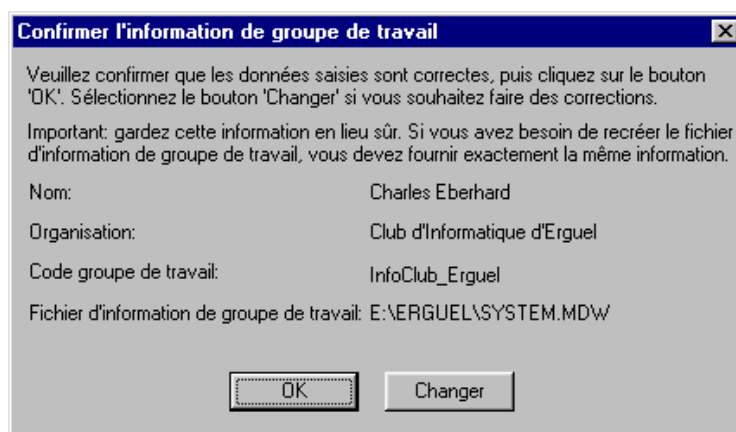 Confirmer l'information de groupe de travail
Veuillez confirmer que les données saisies sont correctes, puis cliquez sur le bouton
'OK'. Sélectionnez le bouton 'Changer' si vous souhaitez faire des corrections.
Important: gardez cette information en lieu sûr. Si vous avez besoin de recréer le fichier
d'information de groupe de travail, vous devez fournir exactement la même information.
Nom: Charles Eberhard
Organisation: Club d'Informatique d'Erguel
Code groupe de travail: InfoClub_Erguel
Fichier d'information de groupe de travail: E:\ERGUEL\SYSTEM.MDW
OK Changer